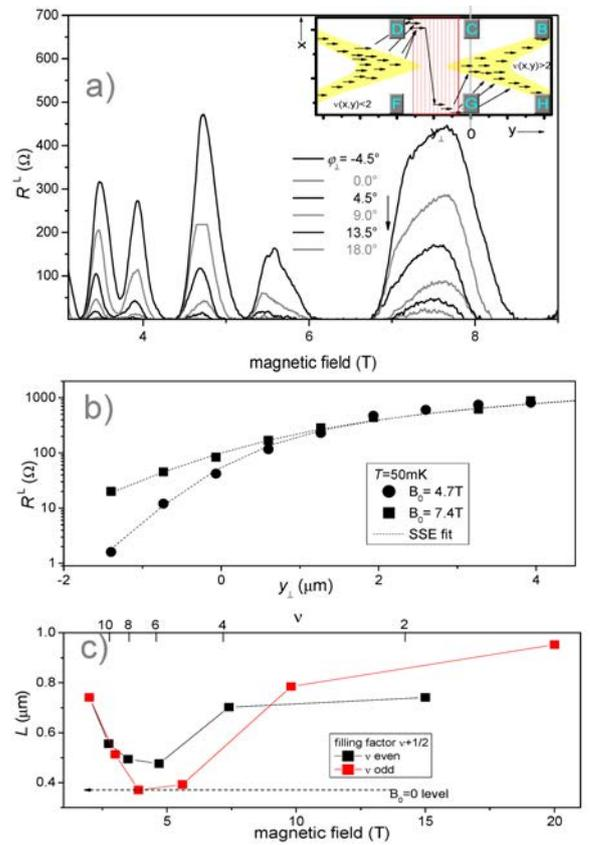 a)
700
600
500
400
300
200
100
R^L (Ω)
4
6
8
magnetic field (T)
φ⊥ = -4.5°
0.0°
4.5°
9.0°
13.5°
18.0°
x
D
C
B
ν(x,y)>2
ν(x,y)<2
F
G
H
y⊥
0
y
b)
1000
100
10
1
R^L (Ω)
T=50mK
B₀= 4.7T
B₀= 7.4T
SSE fit
-2
0
2
4
y⊥(μm)
ν
10
8
6
4
2
c)
1.0
0.8
0.6
0.4
L (μm)
filling factor ν+1/2
ν even
ν odd
B₀=0 level
5
10
15
20
magnetic field (T)